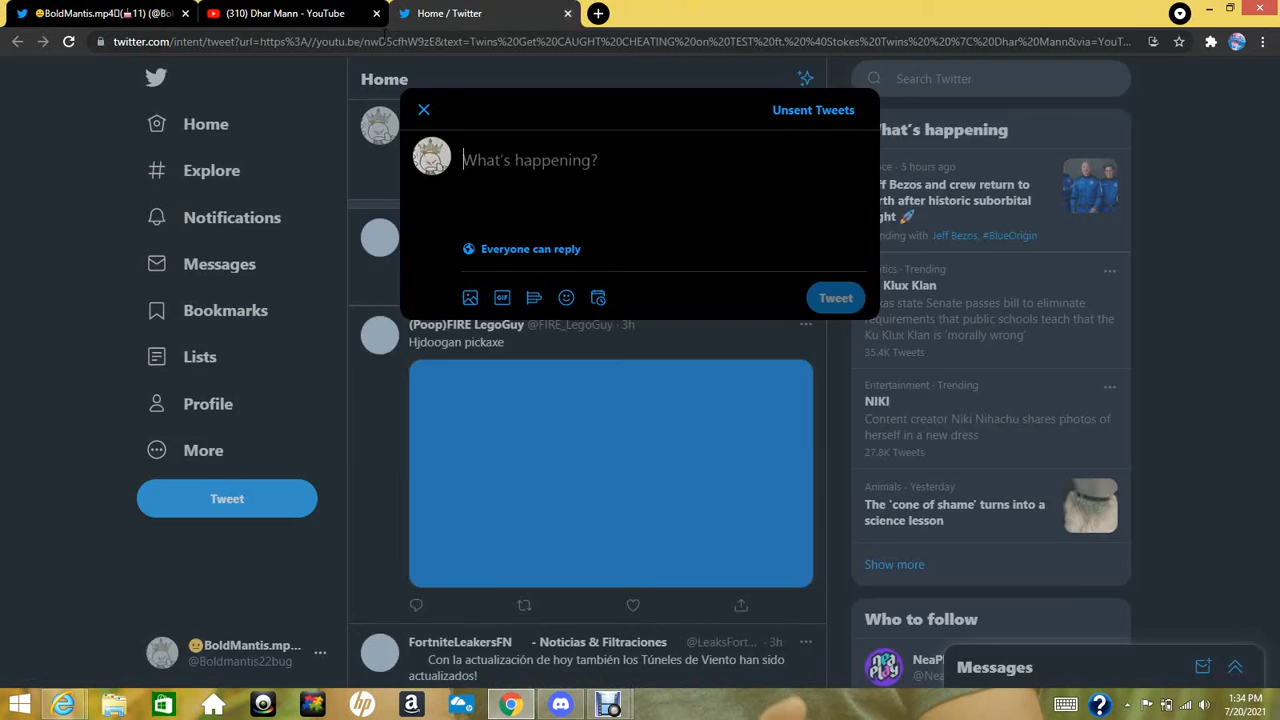 BoldMantis.mp4 11) (@Bo
(310) Dhar Mann - YouTube
Home / Twitter
twitter.com/intent/tweet?url=https%3A//youtu.be/nwD5cfhW9zE&text=Twins%20Get%20CAUGHT%20CHEATING%20on%20TEST%20ft.%20%40Stokes%20Twins%20%20%7C%20Dhar%20Mann&via=YouT...
Home
Explore
Notifications
Messages
Bookmarks
Lists
Profile
More
Tweet
😐BoldMantis.mp...
@Boldmantis22bug
Home
Unsent Tweets
What's happening?
Everyone can reply
GIF
Tweet
(Poop)FIRE LegoGuy @FIRE_LegoGuy · 3h
Hjdoogan pickaxe
FortniteLeakersFN - Noticias & Filtraciones @LeaksFort... · 3h
Con la actualización de hoy también los Túneles de Viento han sido
actualizados!
Search Twitter
hat's happening
ce · 5 hours ago
ff Bezos and crew return to
rth after historic suborbital
ght 🚀
nding with Jeff Bezos, #BlueOrigin
itics · Trending
Klux Klan
xas state Senate passes bill to eliminate
requirements that public schools teach that the
Ku Klux Klan is 'morally wrong'
35.4K Tweets
Entertainment · Trending
NIKI
Content creator Niki Nihachu shares photos of
herself in a new dress
27.8K Tweets
Animals · Yesterday
The 'cone of shame' turns into a
science lesson
Show more
Who to follow
NeaP
@Nea
Messages
1:34 PM
7/20/2021